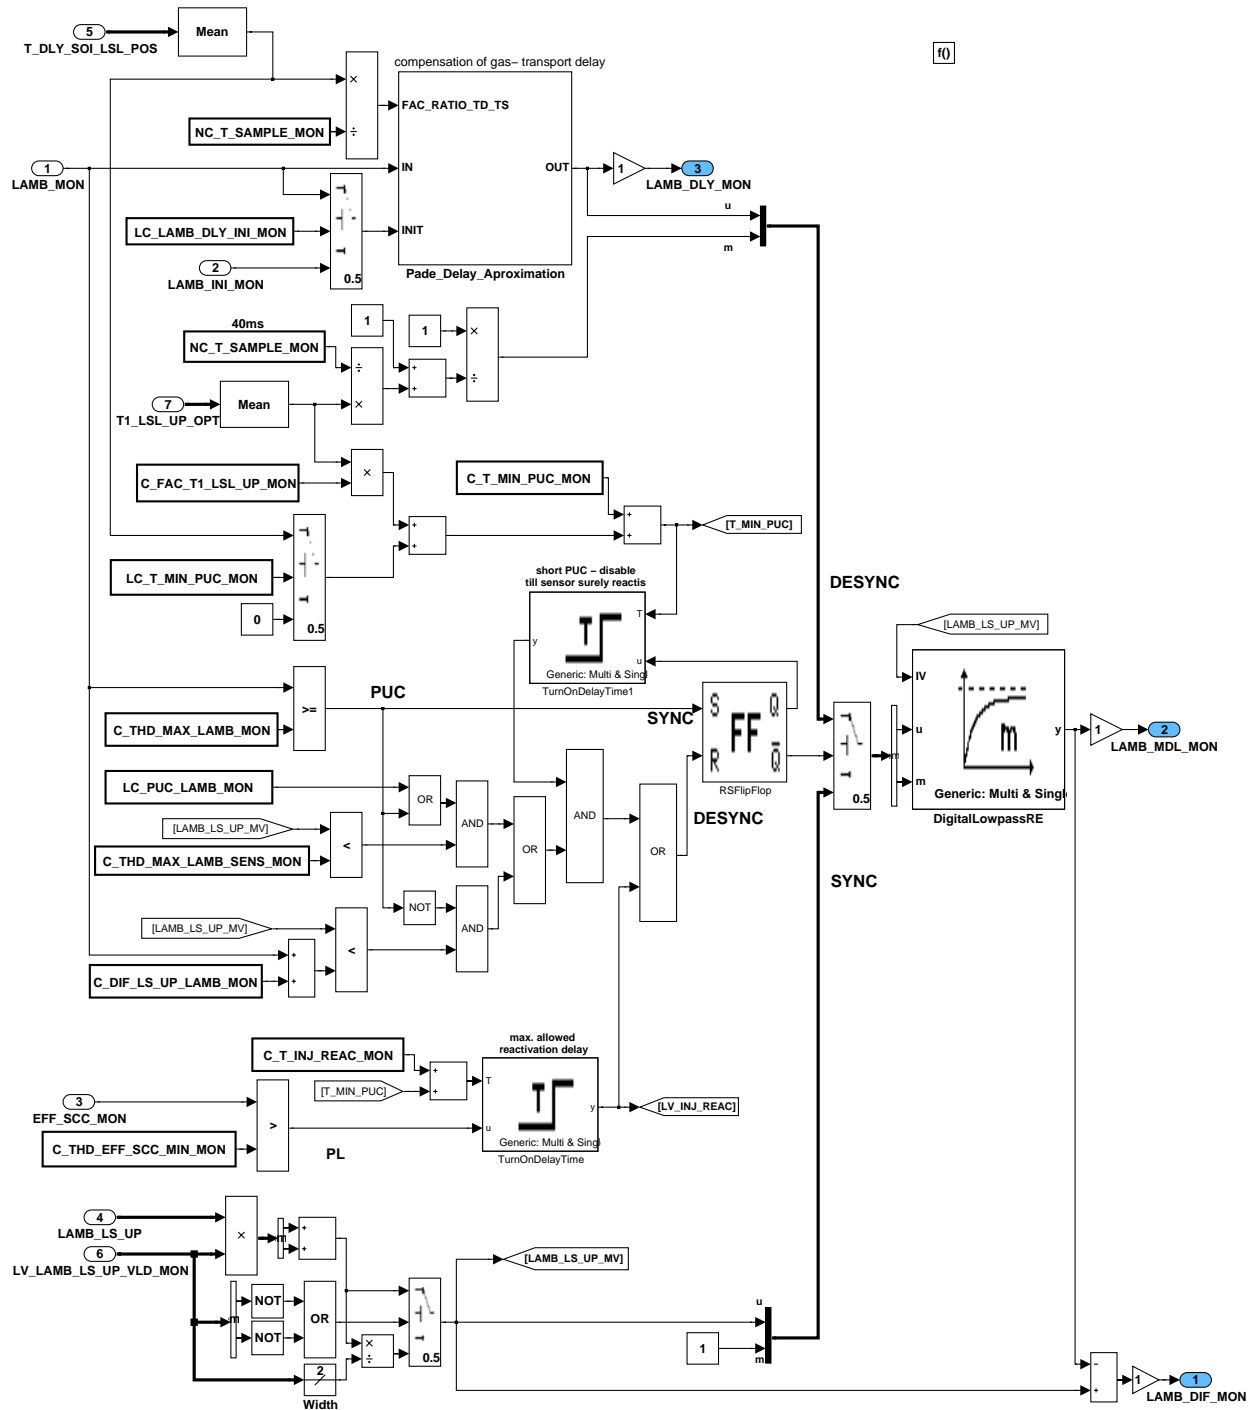 5
T_DLY_SOI_LSL_POS
Mean
f()
compensation of gas− transport delay
×
FAC_RATIO_TD_TS
NC_T_SAMPLE_MON
÷
1
LAMB_MON
IN
OUT
1
3
LAMB_DLY_MON
T
u
LC_LAMB_DLY_INI_MON
INIT
m
2
LAMB_INI_MON
T
0.5
Pade_Delay_Aproximation
40ms
1
1
×
NC_T_SAMPLE_MON
÷
+
+
÷
7
T1_LSL_UP_OPT
Mean
×
C_FAC_T1_LSL_UP_MON
×
C_T_MIN_PUC_MON
+
+
+
+
[T_MIN_PUC]
T
LC_T_MIN_PUC_MON
T
0
0.5
short PUC − disable
till sensor surely reactis
T
T
y
u
Generic: Multi & Singl
TurnOnDelayTime1
DESYNC
[LAMB_LS_UP_MV]
IV
PUC
>=
C_THD_MAX_LAMB_MON
SYNC
S
Q
FF
R
Q
RSFlipFlop
T
T
0.5
m
u
m
m
y
1
2
LAMB_MDL_MON
Generic: Multi & Singl
DigitalLowpassRE
LC_PUC_LAMB_MON
OR
[LAMB_LS_UP_MV]
AND
AND
DESYNC
<
C_THD_MAX_LAMB_SENS_MON
OR
OR
SYNC
NOT
[LAMB_LS_UP_MV]
AND
<
+
+
C_DIF_LS_UP_LAMB_MON
max. allowed
reactivation delay
C_T_INJ_REAC_MON
+
+
[T_MIN_PUC]
T
T
y
[LV_INJ_REAC]
3
EFF_SCC_MON
>
u
Generic: Multi & Singl
TurnOnDelayTime
C_THD_EFF_SCC_MIN_MON
PL
4
LAMB_LS_UP
×
m
+
+
6
LV_LAMB_LS_UP_VLD_MON
[LAMB_LS_UP_MV]
m
NOT
OR
NOT
T
T
0.5
×
÷
u
1
m
2
Width
−
+
1
1
LAMB_DIF_MON